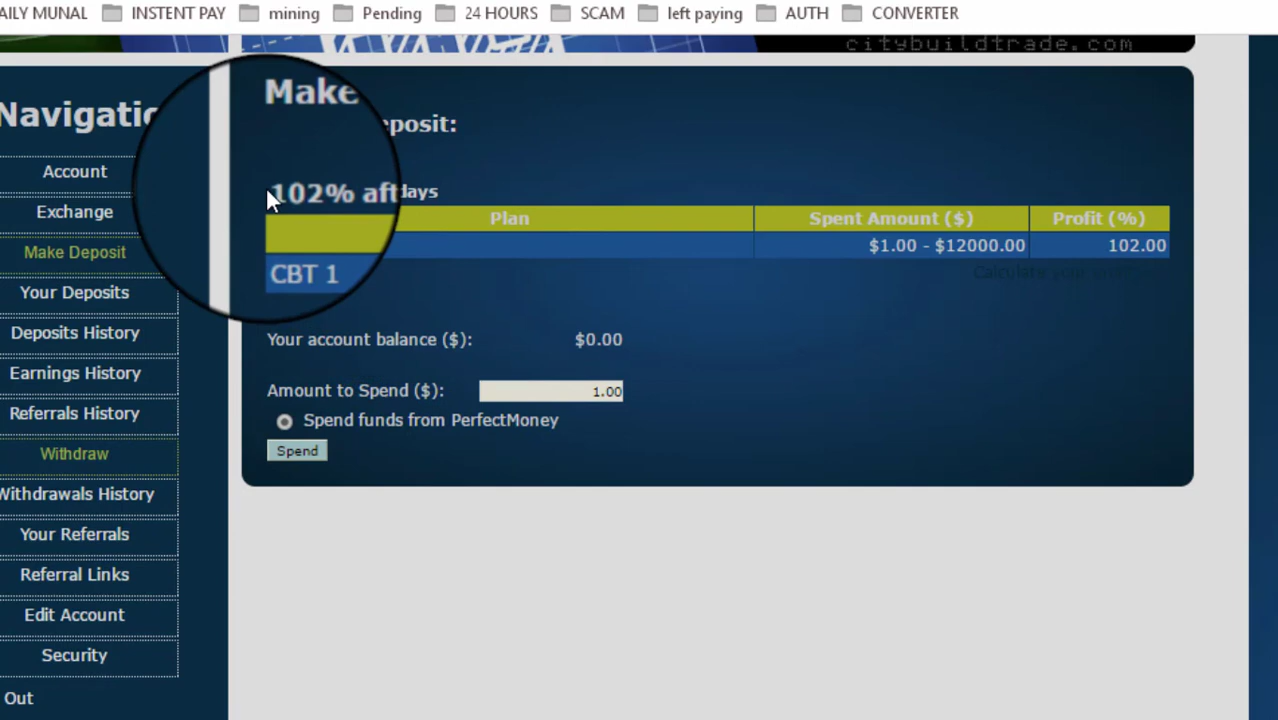 AILY MUNAL INSTENT PAY mining Pending 24 HOURS SCAM left paying AUTH CONVERTER
citybuildtrade.com
Navigatio
Account
Exchange
Make Deposit
Your Deposits
Deposits History
Earnings History
Referrals History
Withdraw
Withdrawals History
Your Referrals
Referral Links
Edit Account
Security
Out
Make
eposit:
102% aft days
Plan Spent Amount ($) Profit (%)
CBT 1 $1.00 - $12000.00 102.00
Your account balance ($): $0.00
Amount to Spend ($): 1.00
Spend funds from PerfectMoney
Spend